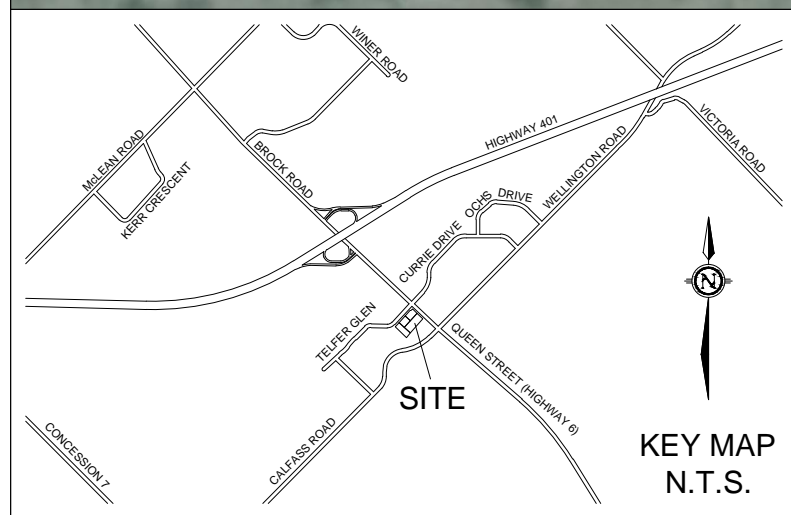 WINER ROAD
McLEAN ROAD
KERR CRESCENT
BROCK ROAD
HIGHWAY 401
VICTORIA ROAD
WELLINGTON ROAD
OCHS DRIVE
CURRIE DRIVE
TELFER GLEN
SITE
QUEEN STREET (HIGHWAY 6)
CALFASS ROAD
CONCESSION 7
N
KEY MAP
N.T.S.